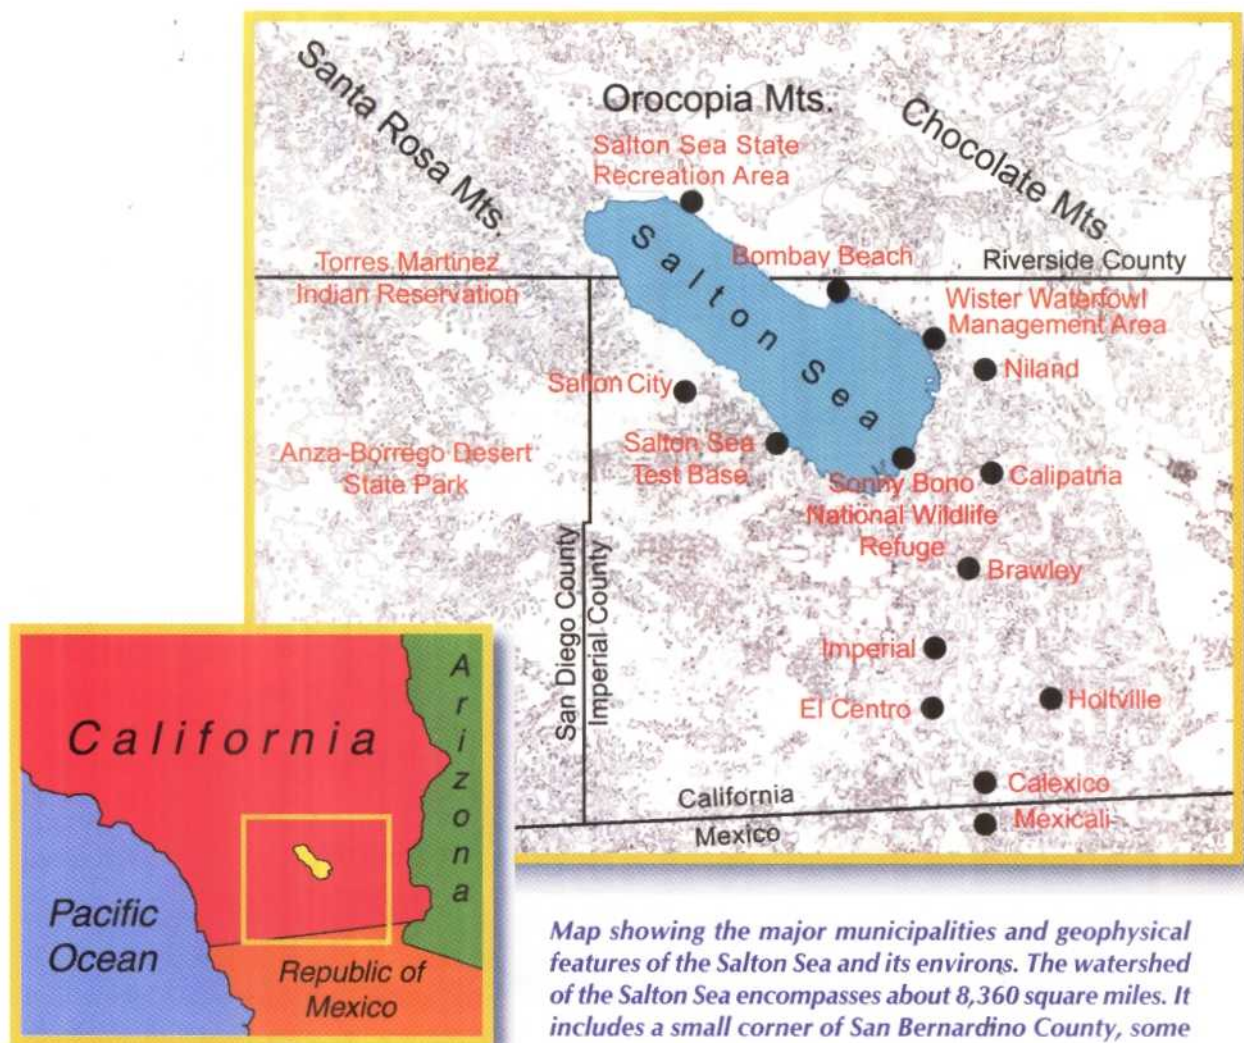 Santa Rosa Mts.
Orocopia Mts.
Chocolate Mts.
Salton Sea State
Recreation Area
Salton Sea
Bombay Beach
Riverside County
Torres Martinez
Indian Reservation
Wister Waterfowl
Management Area
Niland
Salton City
Anza-Borrego Desert
State Park
Salton Sea
Test Base
Sonny Bono
National Wildlife
Refuge
Calipatria
Brawley
San Diego County
Imperial County
Imperial
El Centro
Holtville
Calexico
California
Mexico
Mexicali
California
Arizona
Pacific
Ocean
Republic of
Mexico
Map showing the major municipalities and geophysical
features of the Salton Sea and its environs. The watershed
of the Salton Sea encompasses about 8,360 square miles. It
includes a small corner of San Bernardino County, some